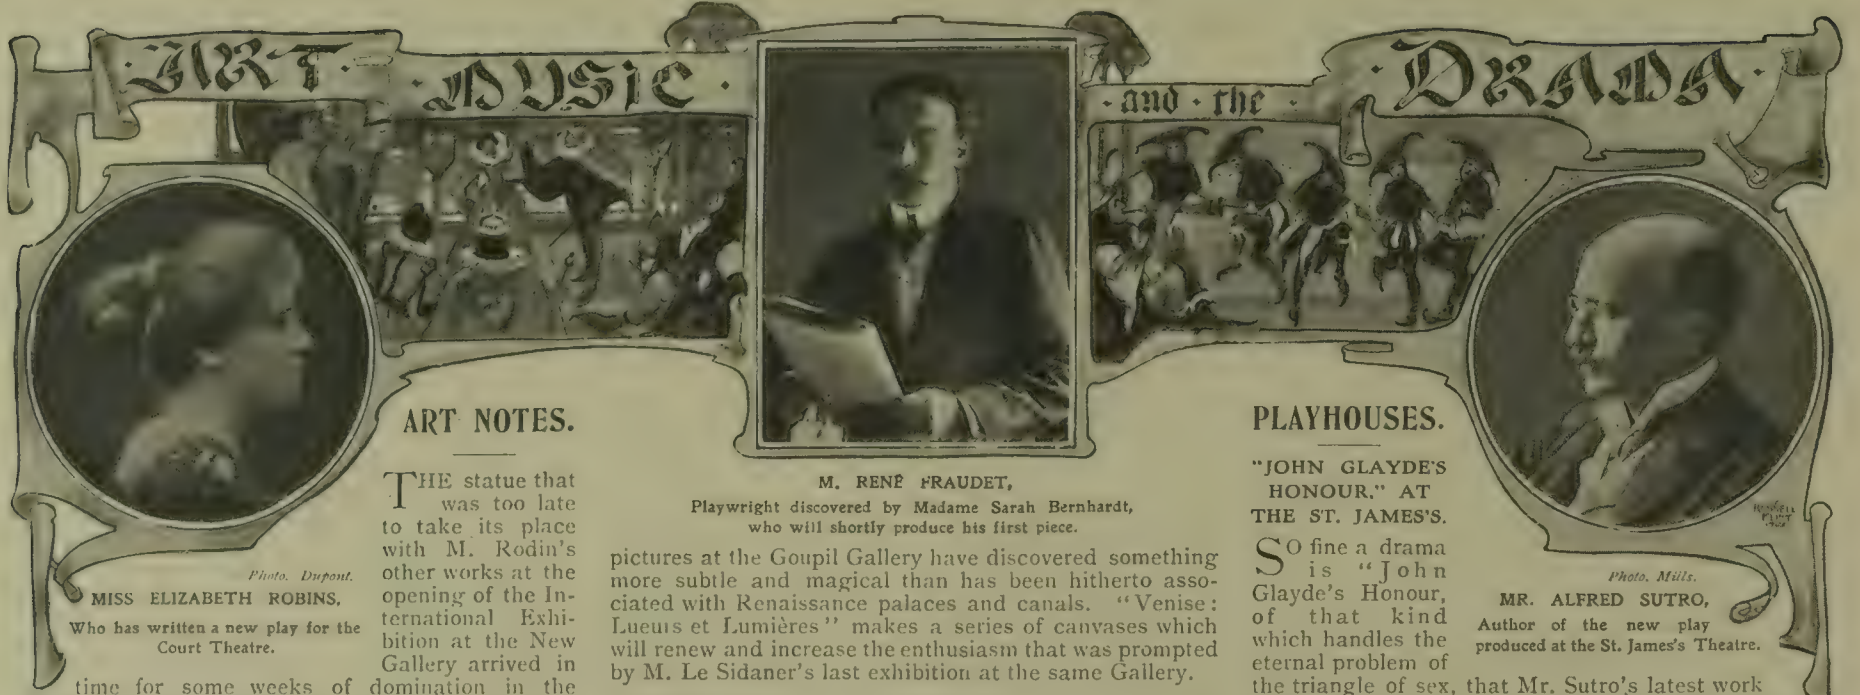 · ART · MUSIC · and · the · DRAMA ·
Photo. Dupont.
MISS ELIZABETH ROBINS,
Who has written a new play for the
Court Theatre.
ART NOTES.
THE statue that
was too late
to take its place
with M. Rodin's
other works at the
opening of the In-
ternational Exhi-
bition at the New
Gallery arrived in
time for some weeks of domination in the
M. RENÉ FRAUDET,
Playwright discovered by Madame Sarah Bernhardt,
who will shortly produce his first piece.
pictures at the Goupil Gallery have discovered something
more subtle and magical than has been hitherto asso-
ciated with Renaissance palaces and canals. "Venise:
Lueurs et Lumières" makes a series of canvases which
will renew and increase the enthusiasm that was prompted
by M. Le Sidaner's last exhibition at the same Gallery.
PLAYHOUSES.
"JOHN GLAYDE'S
HONOUR," AT
THE ST. JAMES'S.
SO fine a drama
is "John
Glayde's Honour,
of that kind
which handles the
eternal problem of
the triangle of sex, that Mr. Sutro's latest work
Photo. Mills.
MR. ALFRED SUTRO,
Author of the new play
produced at the St. James's Theatre.